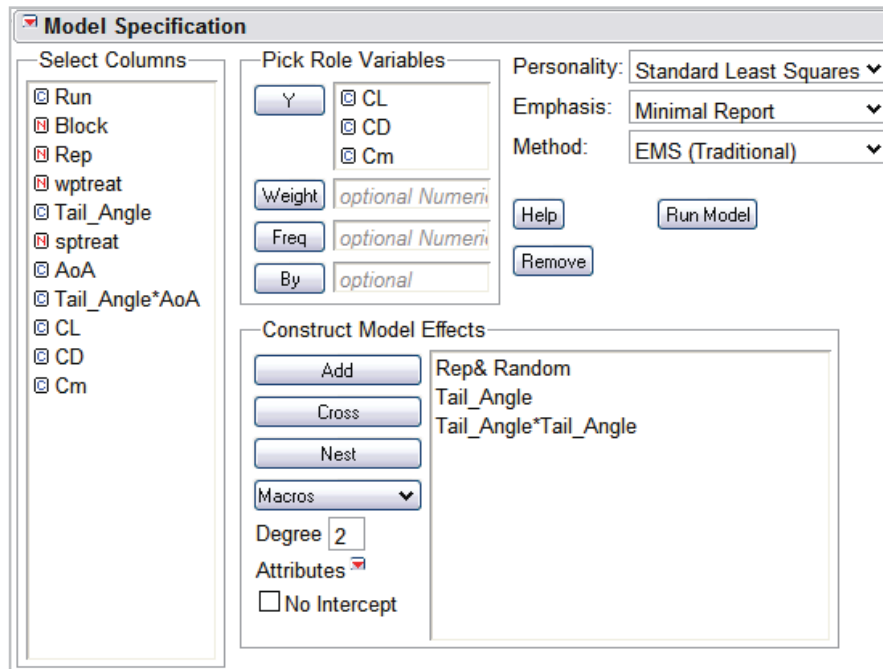 Model Specification
Select Columns
Run
Block
Rep
wptreat
Tail_Angle
sptreat
AoA
Tail_Angle*AoA
CL
CD
Cm
Pick Role Variables
Y
CL
CD
Cm
Weight optional Numeri
Freq optional Numeri
By optional
Personality: Standard Least Squares
Emphasis: Minimal Report
Method: EMS (Traditional)
Help
Run Model
Remove
Construct Model Effects
Add
Cross
Nest
Macros
Degree 2
Attributes
No Intercept
Rep& Random
Tail_Angle
Tail_Angle*Tail_Angle